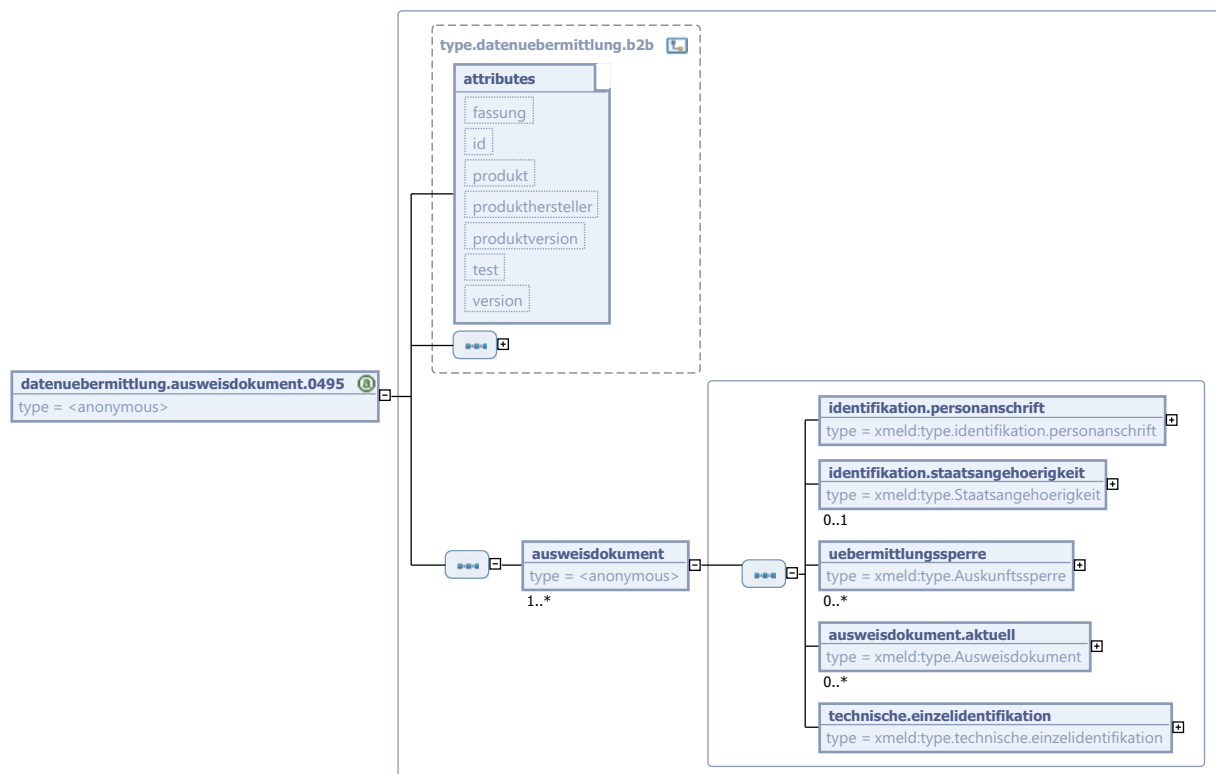 type.datenuebermittlung.b2b
attributes
fassung
id
produkt
produkthersteller
produktversion
test
version
datenuebermittlung.ausweisdokument.0495
type = <anonymous>
identifikation.personanschrift
type = xmeld:type.identifikation.personanschrift
identifikation.staatsangehoerigkeit
type = xmeld:type.Staatsangehoerigkeit
0..1
ausweisdokument
type = <anonymous>
1..*
uebermittlungssperre
type = xmeld:type.Auskunftssperre
0..*
ausweisdokument.aktuell
type = xmeld:type.Ausweisdokument
0..*
technische.einzelidentifikation
type = xmeld:type.technische.einzelidentifikation